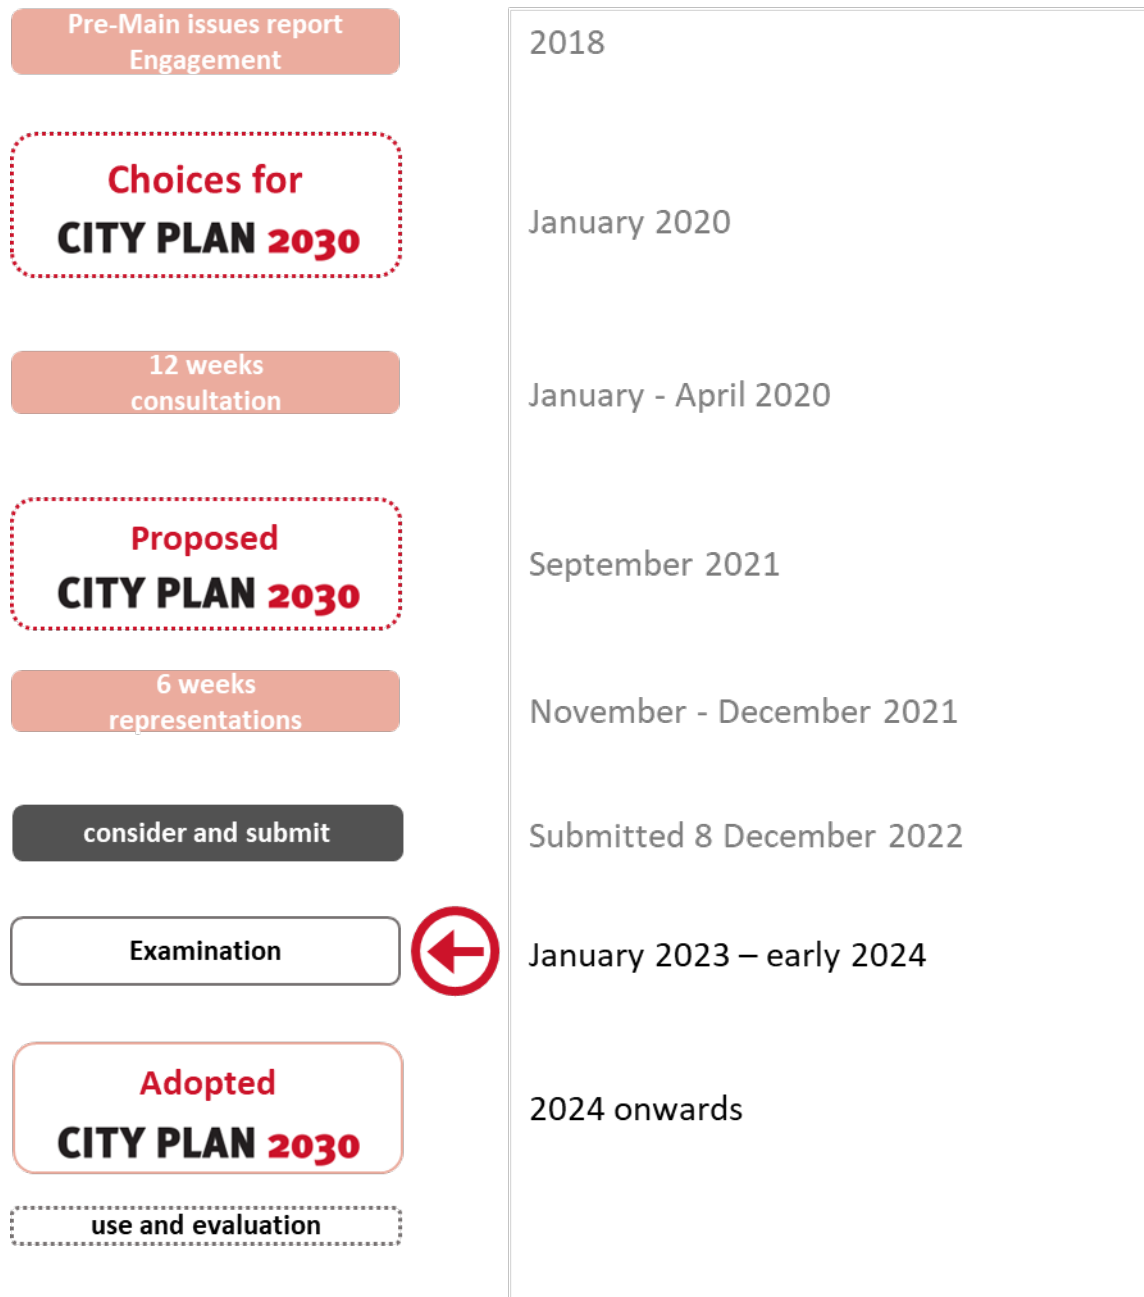 Pre-Main issues report
Engagement
2018
Choices for
CITY PLAN 2030
January 2020
12 weeks
consultation
January - April 2020
Proposed
CITY PLAN 2030
September 2021
6 weeks
representations
November - December 2021
consider and submit
Submitted 8 December 2022
Examination
January 2023 – early 2024
Adopted
CITY PLAN 2030
2024 onwards
use and evaluation